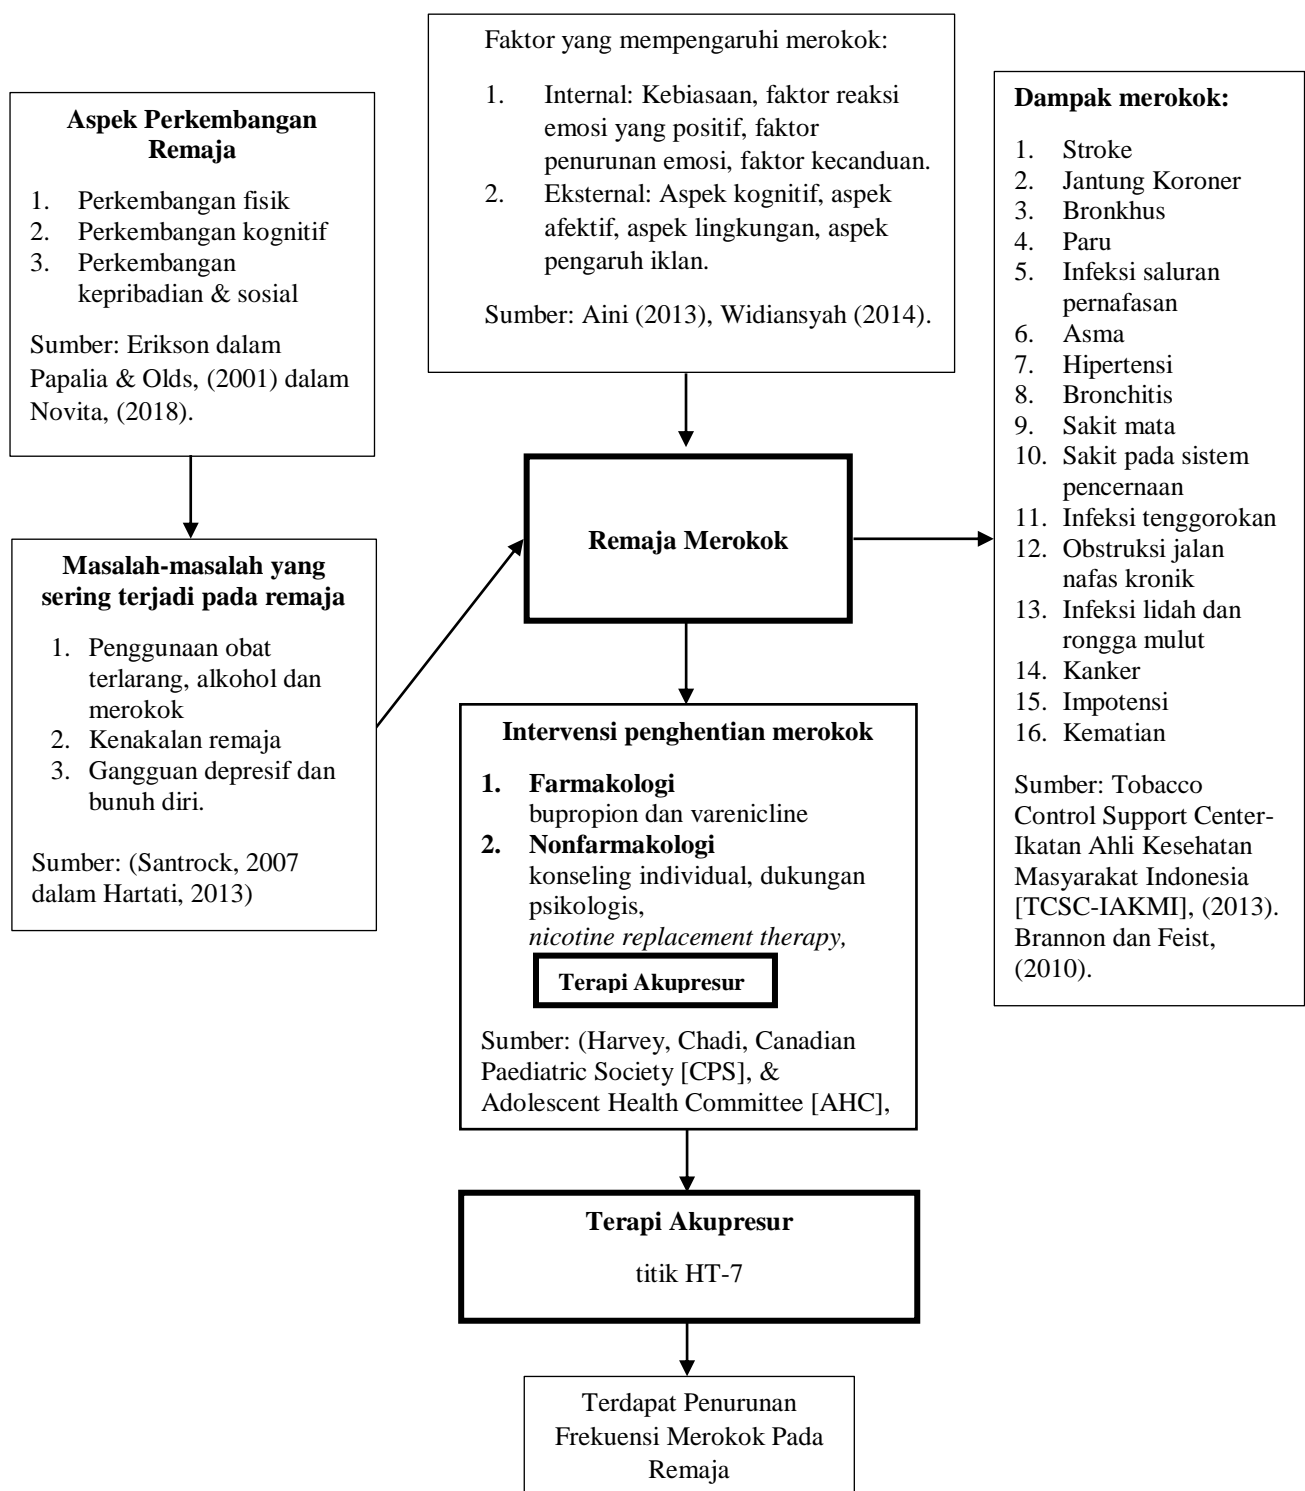 Faktor yang mempengaruhi merokok:
1. Internal: Kebiasaan, faktor reaksi
emosi yang positif, faktor
penurunan emosi, faktor kecanduan.
2. Eksternal: Aspek kognitif, aspek
afektif, aspek lingkungan, aspek
pengaruh iklan.
Sumber: Aini (2013), Widiansyah (2014).
Aspek Perkembangan
Remaja
1. Perkembangan fisik
2. Perkembangan kognitif
3. Perkembangan
kepribadian & sosial
Sumber: Erikson dalam
Papalia & Olds, (2001) dalam
Novita, (2018).
Dampak merokok:
1. Stroke
2. Jantung Koroner
3. Bronkhus
4. Paru
5. Infeksi saluran
pernafasan
6. Asma
7. Hipertensi
8. Bronchitis
9. Sakit mata
10. Sakit pada sistem
pencernaan
11. Infeksi tenggorokan
12. Obstruksi jalan
nafas kronik
13. Infeksi lidah dan
rongga mulut
14. Kanker
15. Impotensi
16. Kematian
Sumber: Tobacco
Control Support Center-
Ikatan Ahli Kesehatan
Masyarakat Indonesia
[TCSC-IAKMI], (2013).
Brannon dan Feist,
(2010).
Remaja Merokok
Masalah-masalah yang
sering terjadi pada remaja
1. Penggunaan obat
terlarang, alkohol dan
merokok
2. Kenakalan remaja
3. Gangguan depresif dan
bunuh diri.
Sumber: (Santrock, 2007
dalam Hartati, 2013)
Intervensi penghentian merokok
1. Farmakologi
bupropion dan varenicline
2. Nonfarmakologi
konseling individual, dukungan
psikologis,
nicotine replacement therapy,
Terapi Akupresur
Sumber: (Harvey, Chadi, Canadian
Paediatric Society [CPS], &
Adolescent Health Committee [AHC],
Terapi Akupresur
titik HT-7
Terdapat Penurunan
Frekuensi Merokok Pada
Remaja